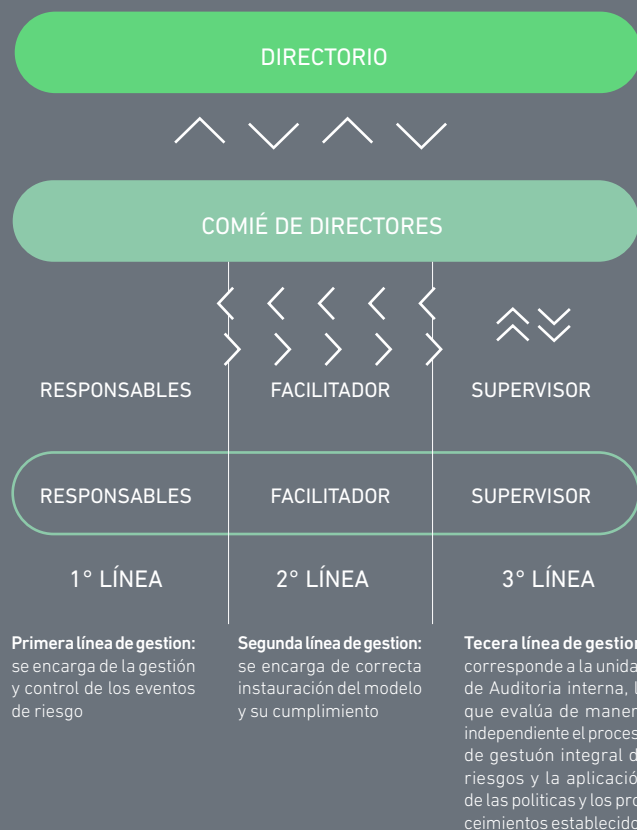 DIRECTORIO
COMIÉ DE DIRECTORES
RESPONSABLES FACILITADOR SUPERVISOR
RESPONSABLES FACILITADOR SUPERVISOR
1° LÍNEA 2° LÍNEA 3° LÍNEA
Primera línea de gestion:
se encarga de la gestión
y control de los eventos
de riesgo
Segunda línea de gestion:
se encarga de correcta
instauración del modelo
y su cumplimiento
Tecera línea de gestion
corresponde a la unida
de Auditoria interna, l
que evalúa de maner
independiente el proces
de gestuón integral d
riesgos y la aplicación
de las politicas y los pro
ceimientos establecido